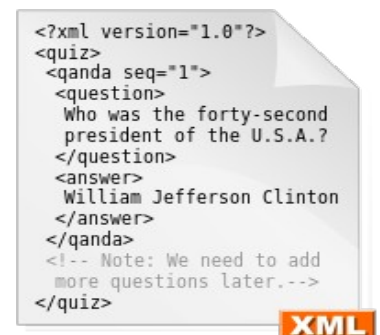 <?xml version="1.0"?>
<quiz>
<qanda seq="1">
<question>
Who was the forty-second
president of the U.S.A.?
</question>
<answer>
William Jefferson Clinton
</answer>
</qanda>
<!-- Note: We need to add
more questions later.-->
</quiz>
XML